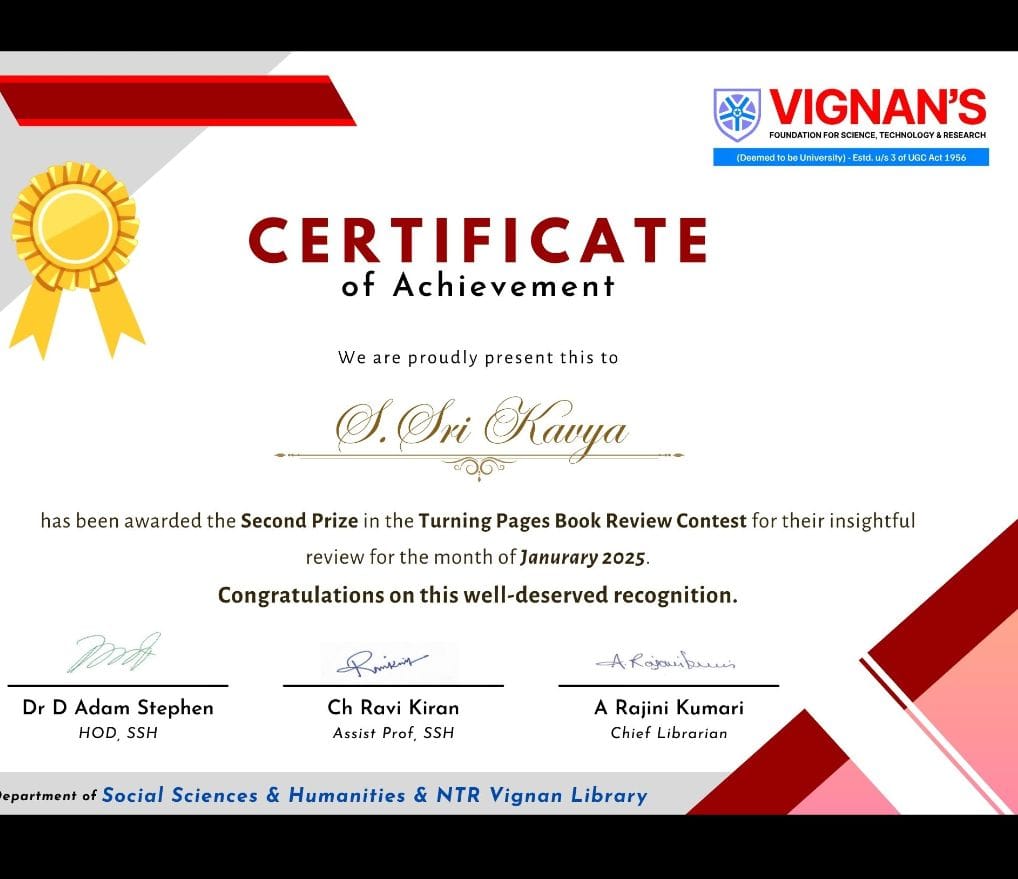 VIGNAN'S
FOUNDATION FOR SCIENCE, TECHNOLOGY & RESEARCH
(Deemed to be University) - Estd. u/s 3 of UGC Act 1956
CERTIFICATE
of Achievement
We are proudly present this to
S. Sri Kavya
has been awarded the Second Prize in the Turning Pages Book Review Contest for their insightful
review for the month of Janurary 2025.
Congratulations on this well-deserved recognition.
A. Rajani Kumari
Dr D Adam Stephen
Ch Ravi Kiran
A Rajini Kumari
HOD, SSH
Assist Prof, SSH
Chief Librarian
Department of Social Sciences & Humanities & NTR Vignan Library